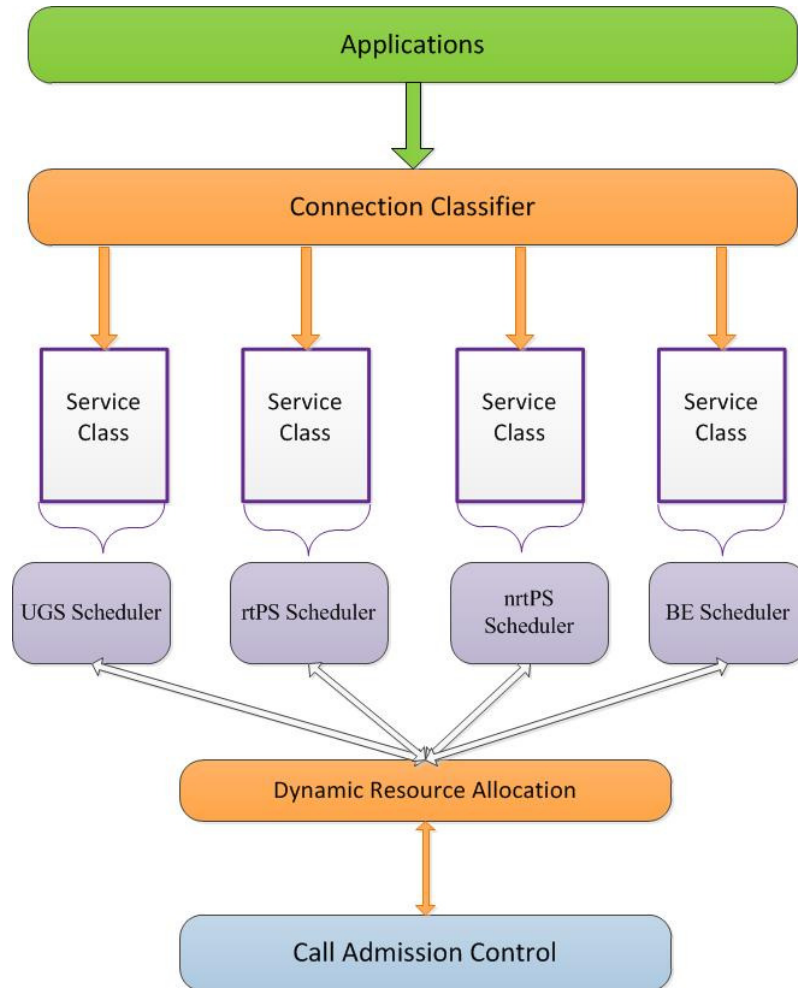 Applications
Connection Classifier
Service
Class
Service
Class
Service
Class
Service
Class
UGS Scheduler
rtPS Scheduler
nrtPS
Scheduler
BE Scheduler
Dynamic Resource Allocation
Call Admission Control